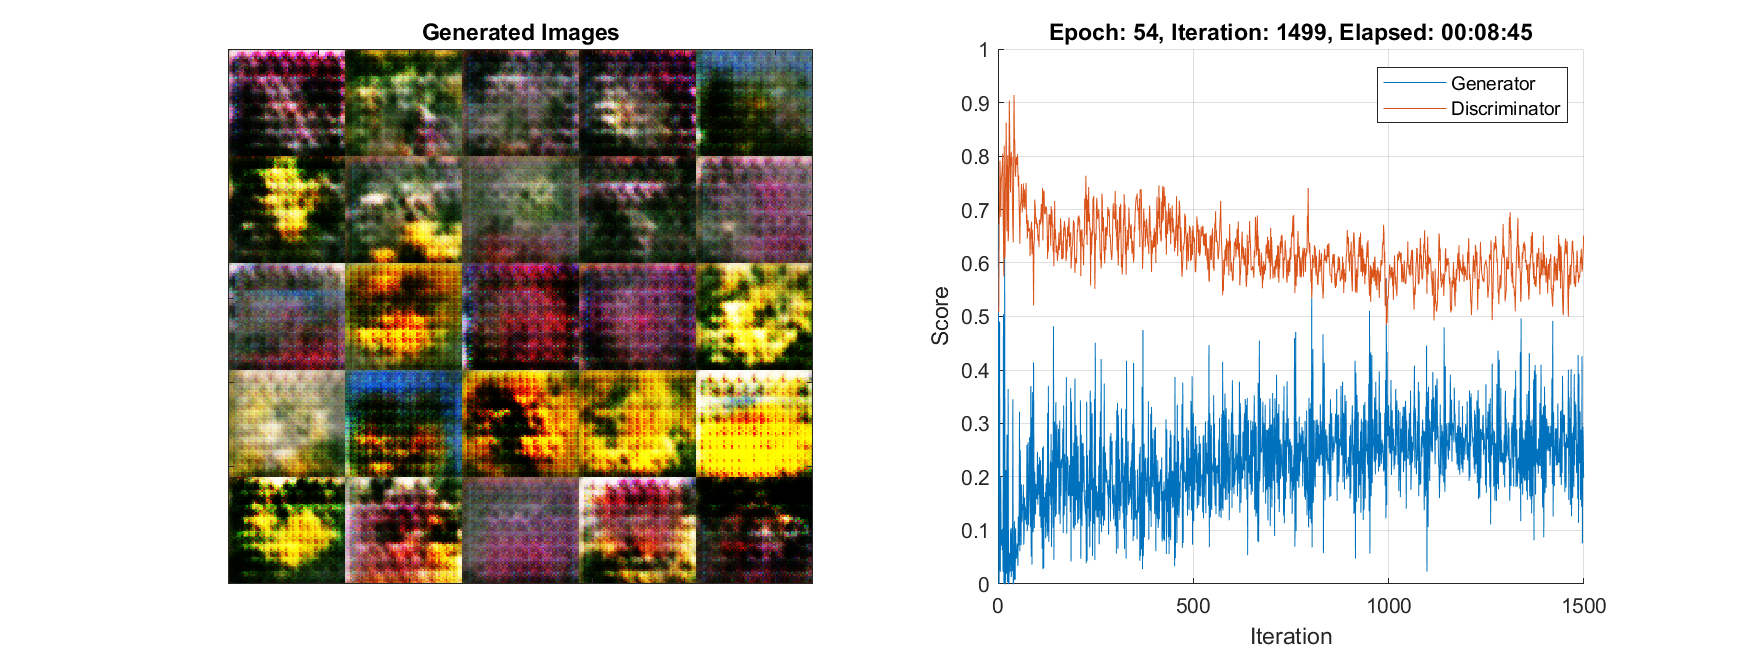 Generated Images
Epoch: 54, Iteration: 1499, Elapsed: 00:08:45
1
0.9
0.8
0.7
0.6
0.5
0.4
0.3
0.2
0.1
0
Score
Generator
Discriminator
0
500
1000
1500
Iteration